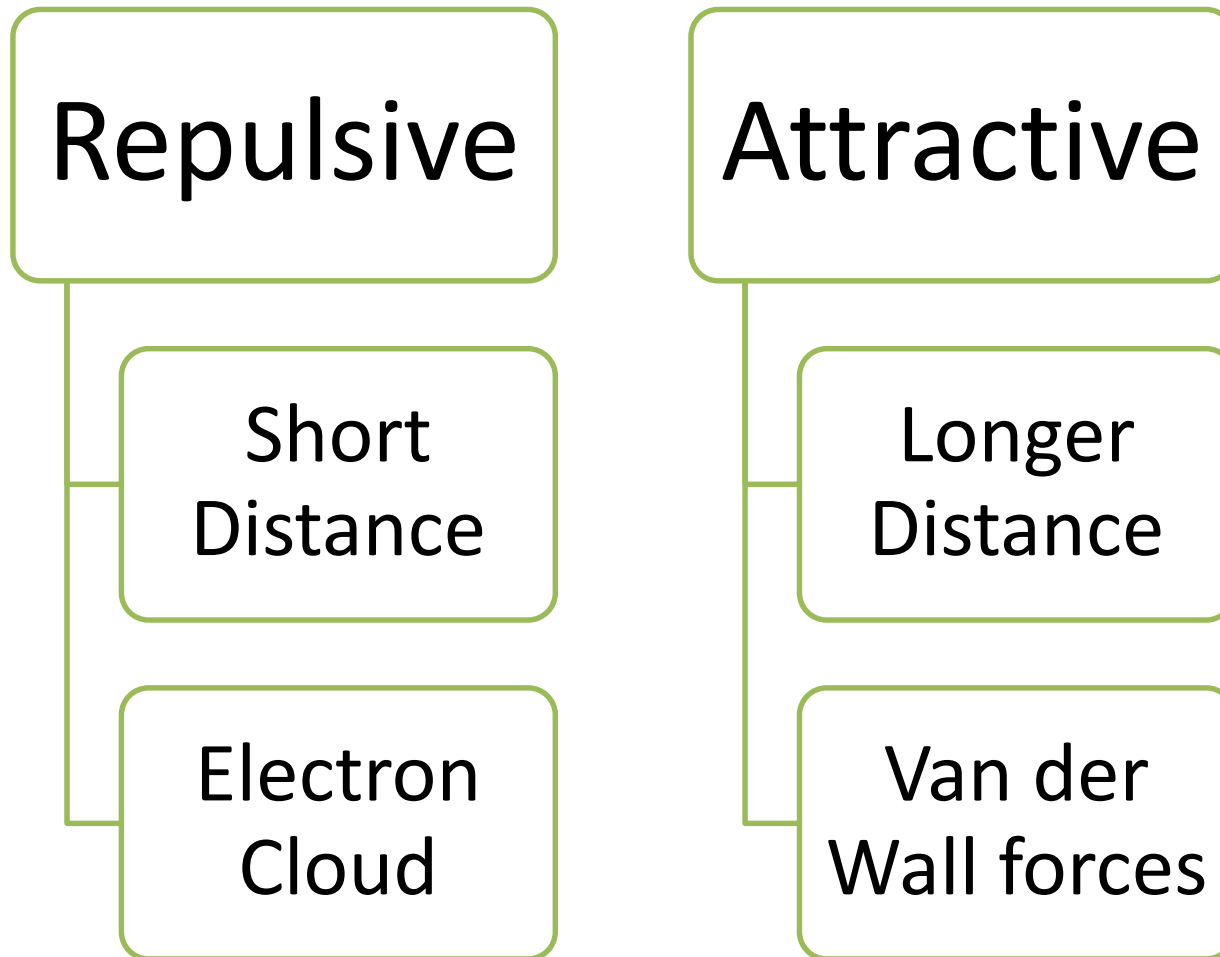 Repulsive
Short
Distance
Electron
Cloud
Attractive
Longer
Distance
Van der
Wall forces